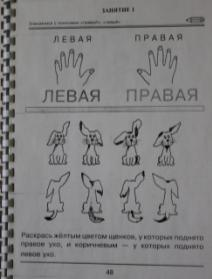 ЗАНЯТИЕ 1
ЛЕВАЯ ПРАВАЯ
ЛЕВАЯ ПРАВАЯ
Раскрась жёлтым цветом щенков, у которых поднято
правое ухо, и коричневым — у которых поднято
левое ухо.
48